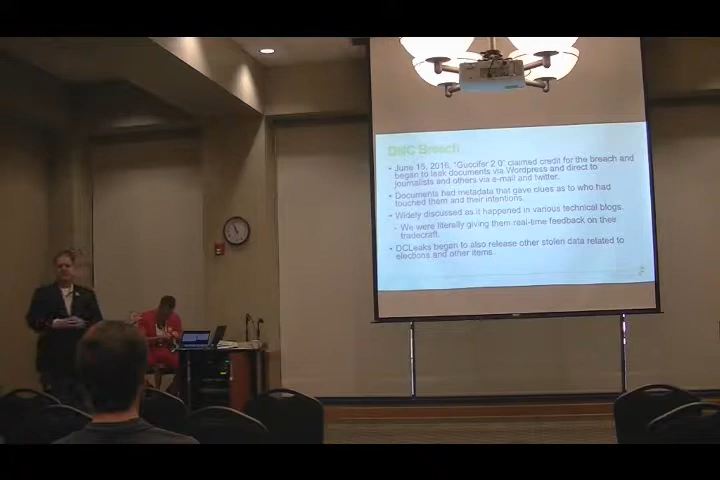 DNC Breach
• June 15, 2016, "Guccifer 2.0" claimed credit for the breach and
began to leak documents via Wordpress and direct to
journalists and others via e-mail and twitter.
• Documents had metadata that gave clues as to who had
touched them and their intentions.
• Widely discussed as it happened in various technical blogs.
- We were literally giving them real-time feedback on their
tradecraft.
• DCLeaks began to also release other stolen data related to
elections and other items.